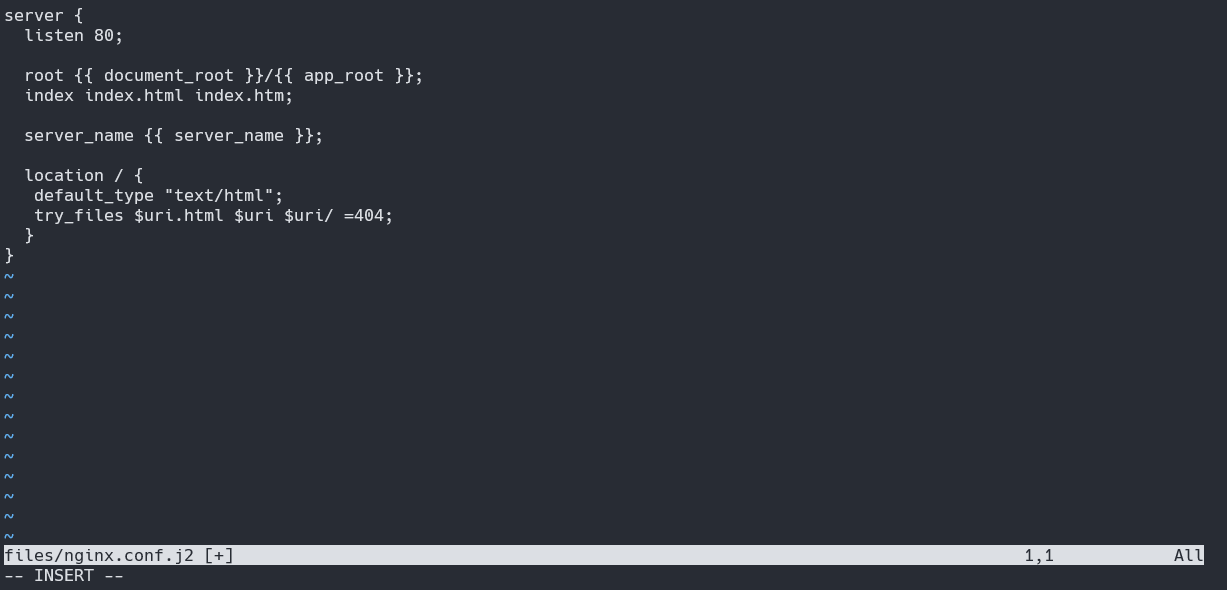 server {
  listen 80;

  root {{ document_root }}/{{ app_root }};
  index index.html index.htm;

  server_name {{ server_name }};

  location / {
   default_type "text/html";
   try_files $uri.html $uri $uri/ =404;
  }
}
~
~
~
~
~
~
~
~
~
~
~
~
~
~
files/nginx.conf.j2 [+] 1,1 All
-- INSERT --